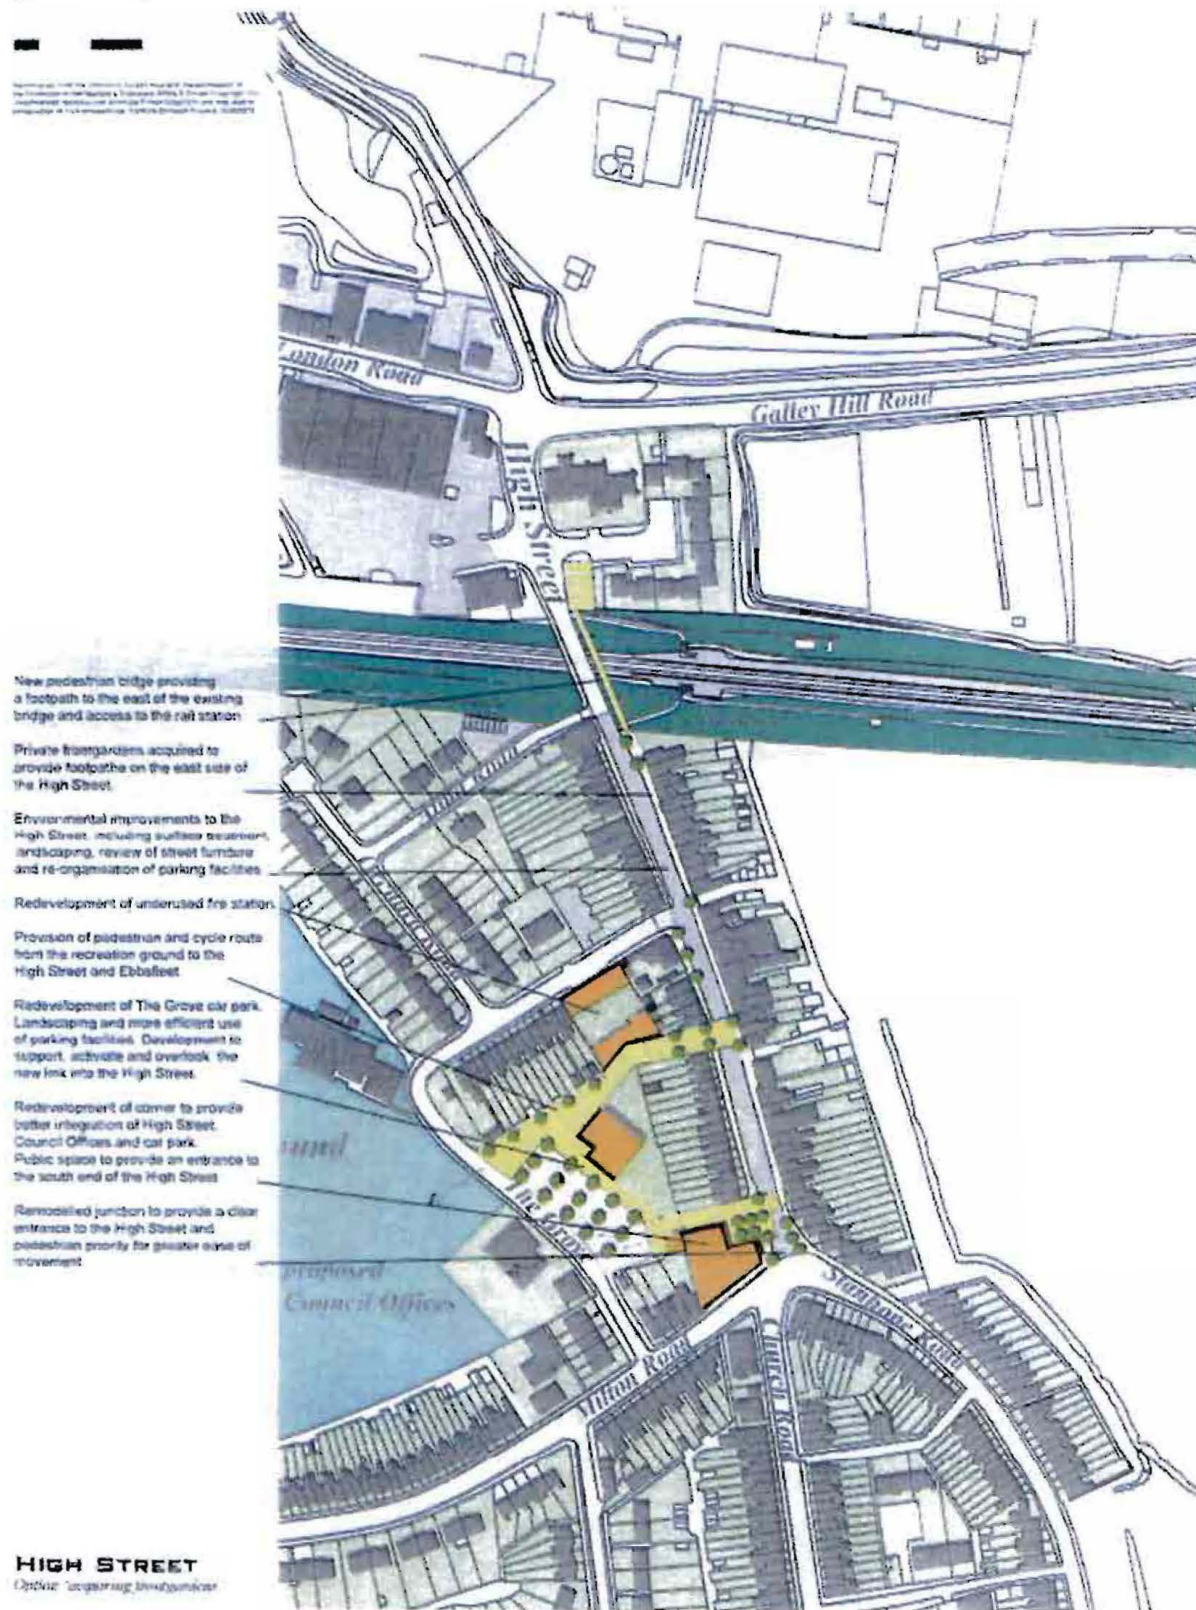 London Road
Galley Hill Road
High Street
New pedestrian bridge providing
a footpath to the east of the existing
bridge and access to the rail station
Private frontgardens acquired to
provide footpaths on the east side of
the High Street.
Environmental improvements to the
High Street, including surface treatment,
landscaping, review of street furniture
and re-organisation of parking facilities
Redevelopment of underused fire station.
Provision of pedestrian and cycle route
from the recreation ground to the
High Street and Ebbsfleet
Redevelopment of The Grove car park.
Landscaping and more efficient use
of parking facilities. Development to
support, activate and overlook the
new link into the High Street.
Redevelopment of corner to provide
better integration of High Street,
Council Offices and car park.
Public space to provide an entrance to
the south end of the High Street
Remodelled junction to provide a clear
entrance to the High Street and
pedestrian priority for greater ease of
movement
Road
ound
The Grove
proposed
Council Offices
Stanhope Road
Milton Road
Church Road
HIGH STREET
Option 'acquiring frontgardens'